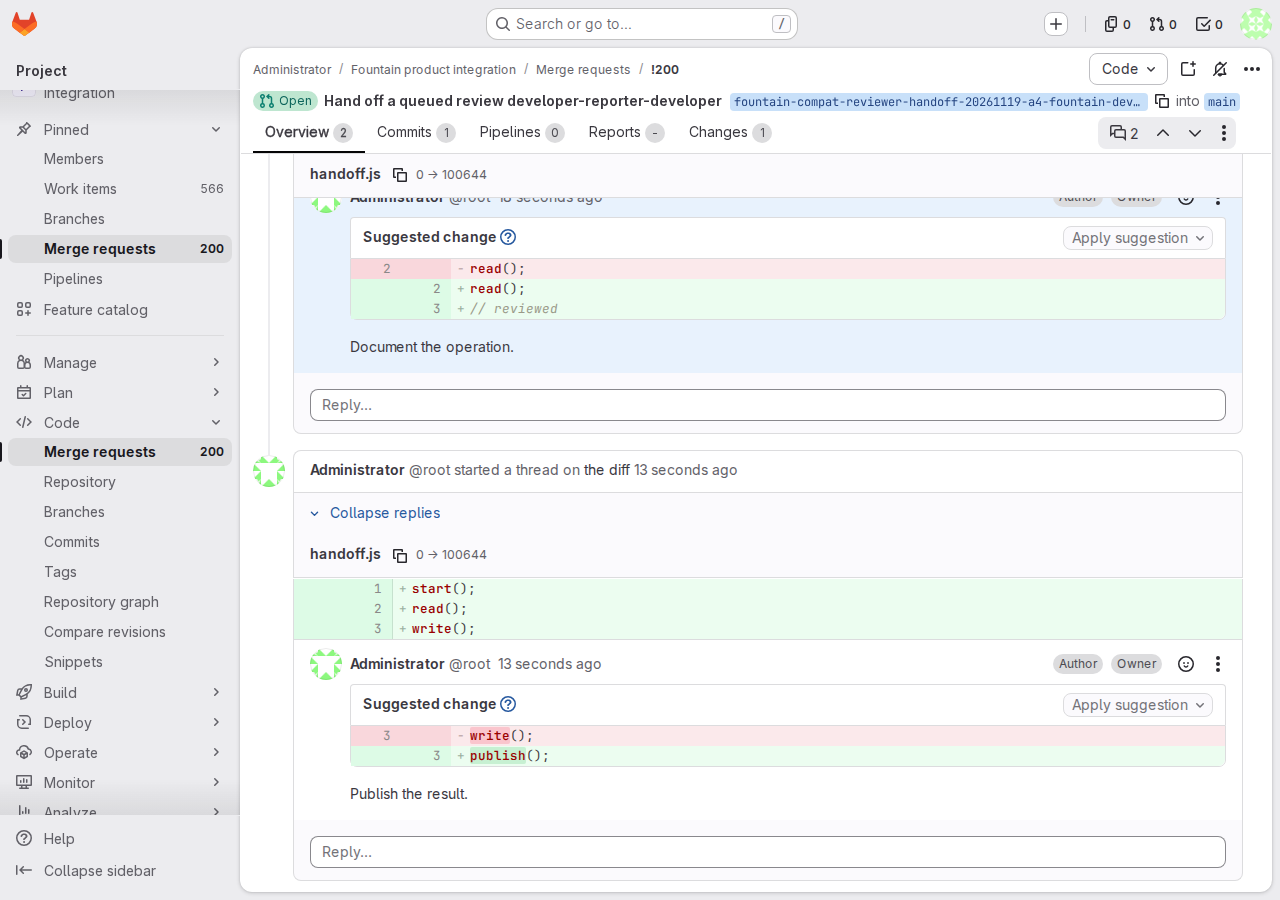 Search or go to...
/
0
0
0
Project
Integration
Pinned
Members
Work items 566
Branches
Merge requests 200
Pipelines
Feature catalog
Manage
Plan
Code
Merge requests 200
Repository
Branches
Commits
Tags
Repository graph
Compare revisions
Snippets
Build
Deploy
Operate
Monitor
Analyze
Help
Collapse sidebar
Administrator / Fountain product integration / Merge requests / !200
Code
Open Hand off a queued review developer-reporter-developer fountain-compat-reviewer-handoff-20261119-a4-fountain-dev… into main
Overview 2 Commits 1 Pipelines 0 Reports - Changes 1
2
handoff.js 0 → 100644
Administrator @root 18 seconds ago Author Owner
Suggested change Apply suggestion
2 - read();
2 + read();
3 + // reviewed
Document the operation.
Reply…
Administrator @root started a thread on the diff 13 seconds ago
Collapse replies
handoff.js 0 → 100644
1 + start();
2 + read();
3 + write();
Administrator @root 13 seconds ago Author Owner
Suggested change Apply suggestion
3 - write();
3 + publish();
Publish the result.
Reply…